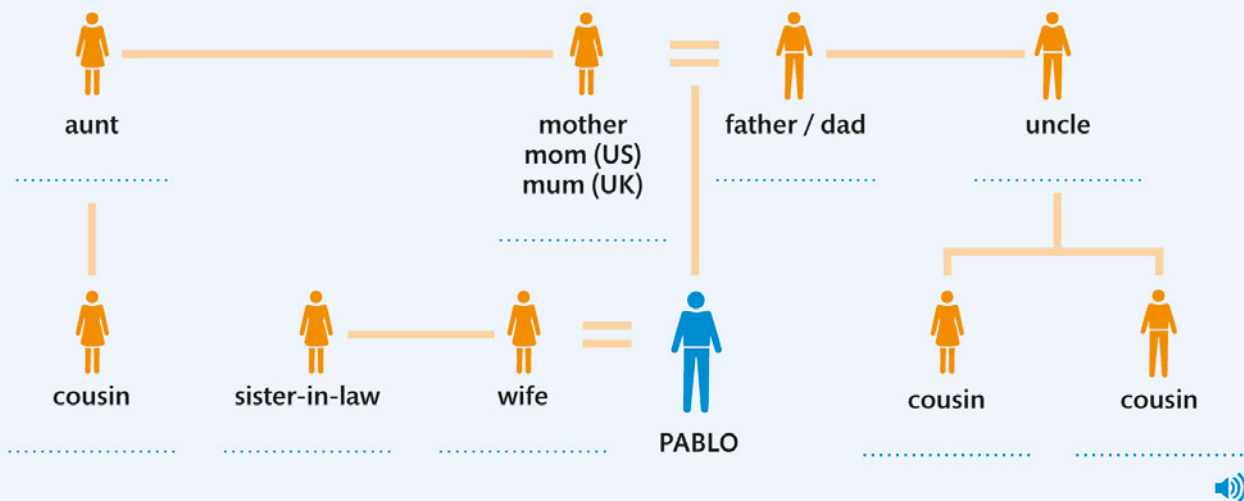 aunt
mother
mom (US)
mum (UK)
father / dad
uncle
cousin
sister-in-law
wife
PABLO
cousin
cousin